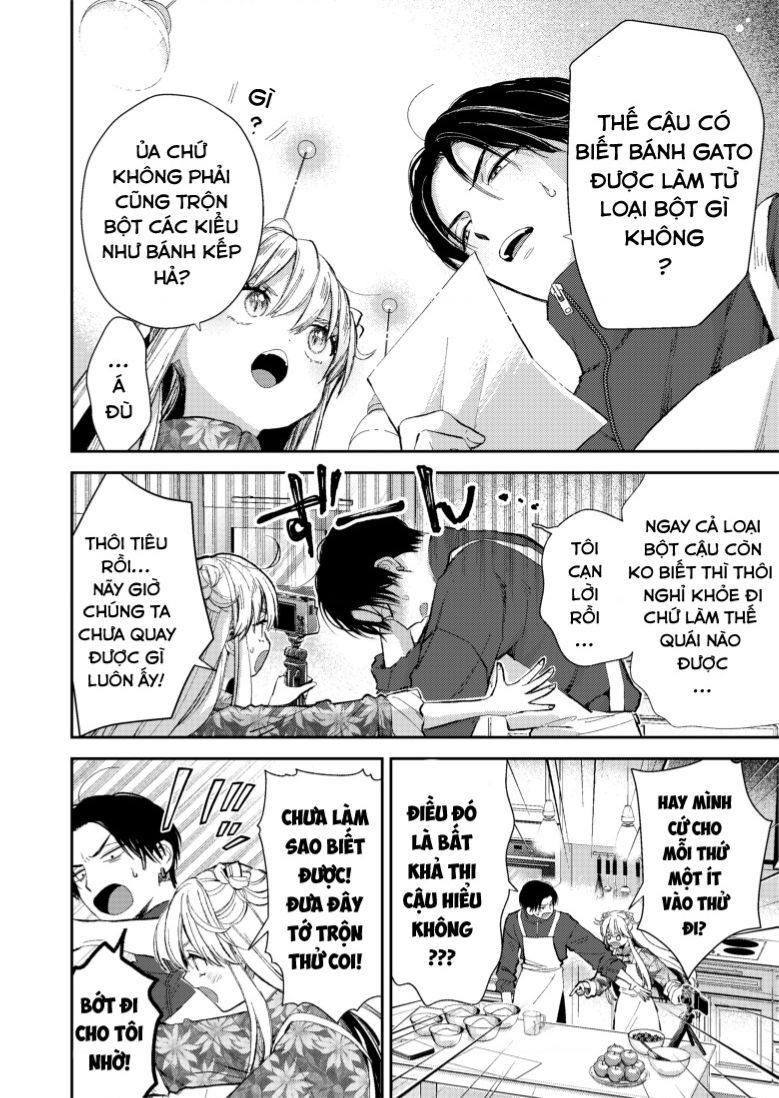 THẾ CẬU CÓ
BIẾT BÁNH GATO
ĐƯỢC LÀM TỪ
LOẠI BỘT GÌ
KHÔNG
?
GÌ
?
ỦA CHỨ
KHÔNG PHẢI
CŨNG TRỘN
BỘT CÁC KIỂU
NHƯ BÁNH KẾP
HẢ?
...
Á
ĐÙ
NGAY CẢ LOẠI
BỘT CẬU CÒN
KO BIẾT THÌ THÔI
NGHỈ KHỎE ĐI
CHỨ LÀM THẾ
QUÁI NÀO
ĐƯỢC
...
TÔI
CẠN
LỜI
RỒI
...
ずーん...
THÔI TIÊU
RỒI...
NÃY GIỜ
CHÚNG TA
CHƯA QUAY
ĐƯỢC GÌ
LUÔN ẤY!
HAY MÌNH
CỨ CHO
MỖI THỨ
MỘT ÍT
VÀO THỬ
ĐI?
ĐIỀU ĐÓ
LÀ BẤT
KHẢ THI
CẬU HIỂU
KHÔNG
???
CHƯA LÀM
SAO BIẾT
ĐƯỢC!
ĐƯA ĐÂY
TỚ TRỘN
THỬ COI!
BỚT ĐI
CHO TÔI
NHỜ!